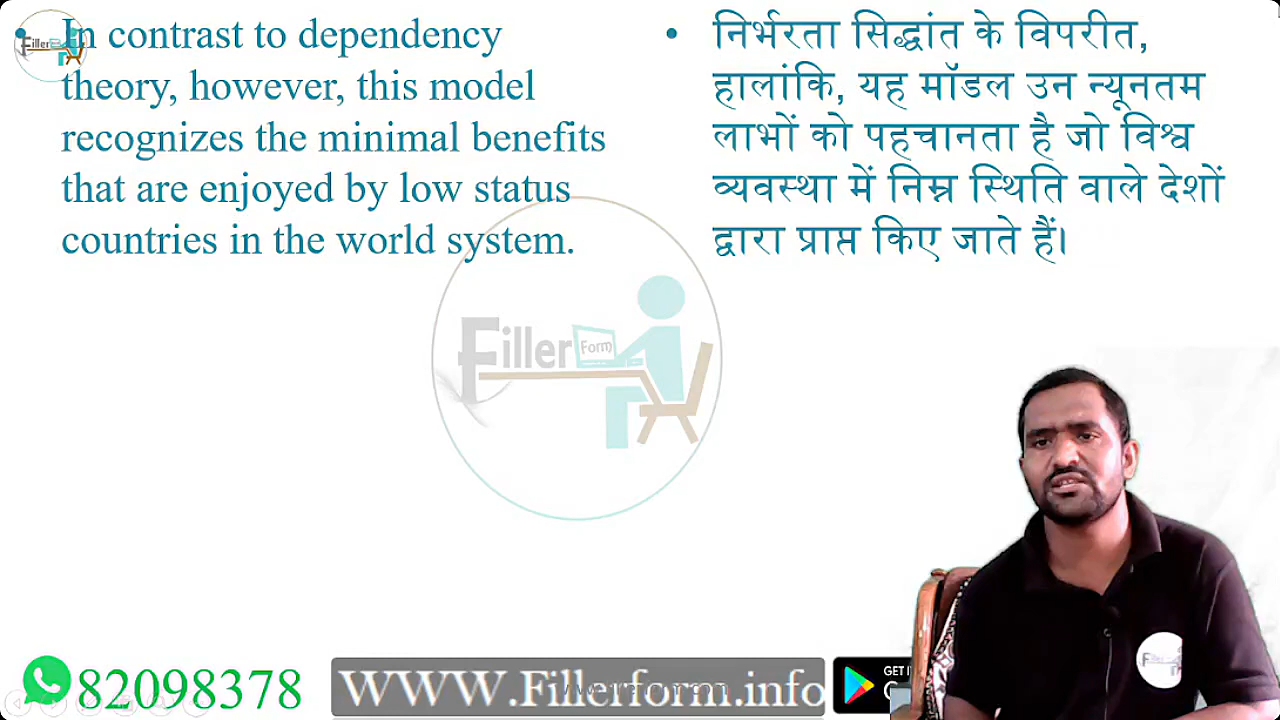 In contrast to dependency
theory, however, this model
recognizes the minimal benefits
that are enjoyed by low status
countries in the world system.
निर्भरता सिद्धांत के विपरीत,
हालांकि, यह मॉडल उन न्यूनतम
लाभों को पहचानता है जो विश्व
व्यवस्था में निम्न स्थिति वाले देशों
द्वारा प्राप्त किए जाते हैं।
Filler Form
82098378
WWW.Fillerform.info
GET I